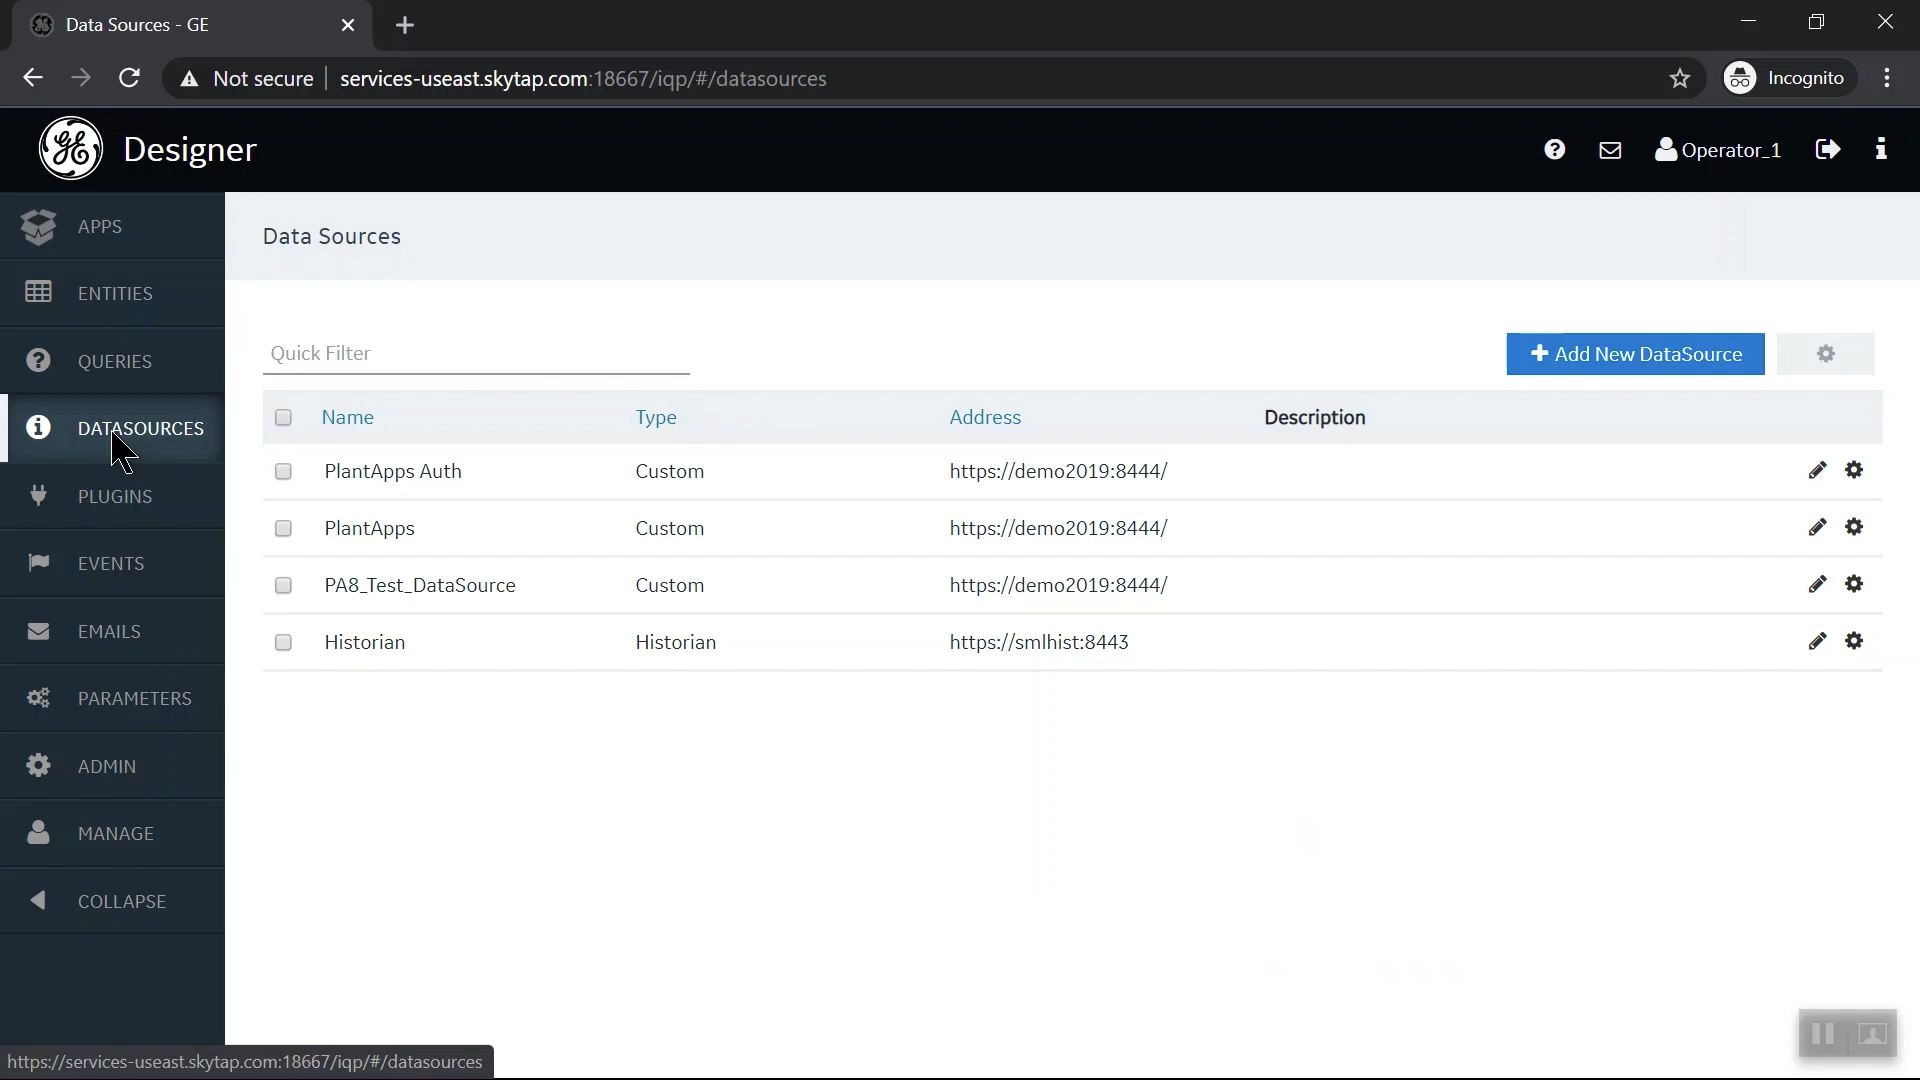 Data Sources - GE
Not secure services-useast.skytap.com:18667/iqp/#/datasources Incognito
Designer Operator_1
APPS
ENTITIES
QUERIES
DATASOURCES
PLUGINS
EVENTS
EMAILS
PARAMETERS
ADMIN
MANAGE
COLLAPSE
Data Sources
Quick Filter
Add New DataSource
Name Type Address Description
PlantApps Auth Custom https://demo2019:8444/
PlantApps Custom https://demo2019:8444/
PA8_Test_DataSource Custom https://demo2019:8444/
Historian Historian https://smlhist:8443
https://services-useast.skytap.com:18667/iqp/#/datasources